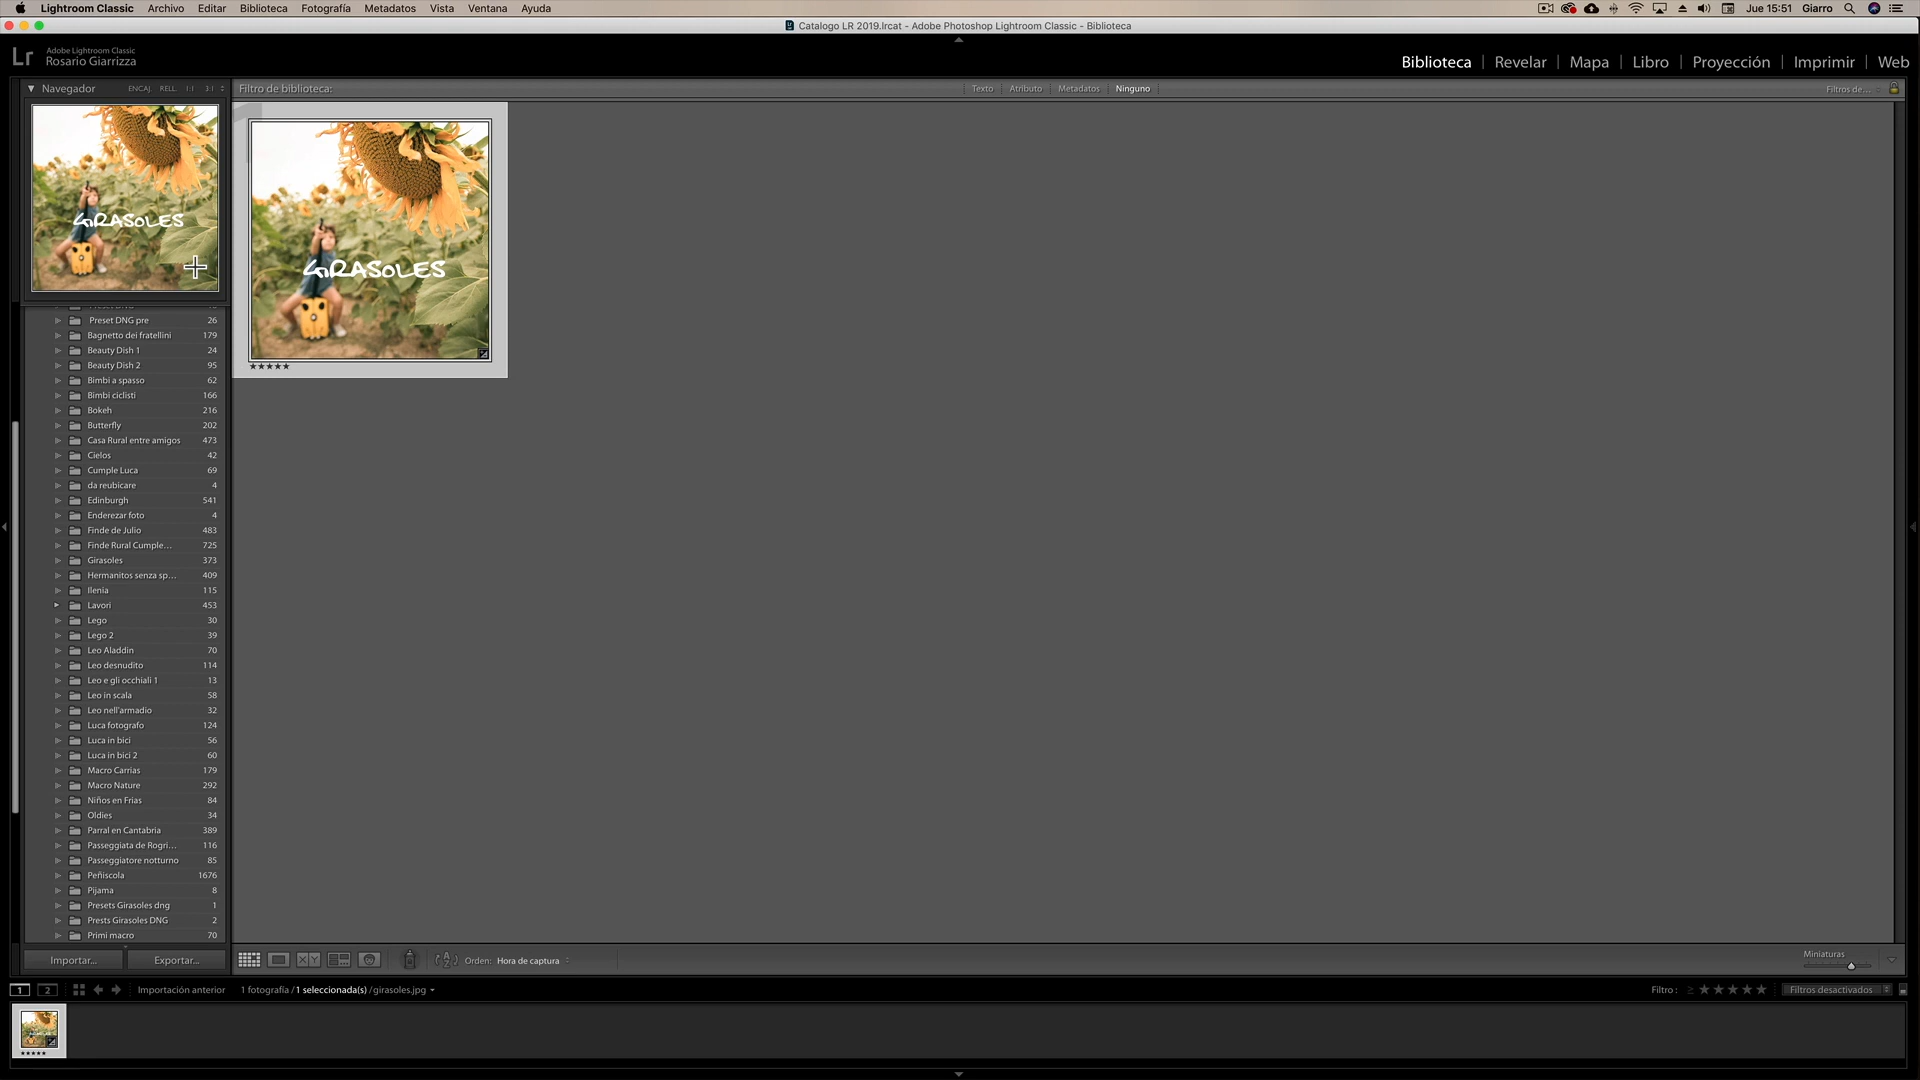 Lightroom Classic Archivo Editar Biblioteca Fotografía Metadatos Vista Ventana Ayuda Jue 15:51 Giarro
Catalogo LR 2019.lrcat - Adobe Photoshop Lightroom Classic - Biblioteca
Lr Adobe Lightroom Classic
Rosario Giarrizza
Biblioteca | Revelar | Mapa | Libro | Proyección | Imprimir | Web
Navegador ENCAJ. RELL. 1:1 3:1
Filtro de biblioteca: Texto Atributo Metadatos Ninguno Filtros de...
GIRASOLES
GIRASOLES
Preset DNG pre 26
Bagnetto dei fratellini 179
Beauty Dish 1 24
Beauty Dish 2 95
Bimbi a spasso 62
Bimbi ciclisti 166
Bokeh 216
Butterfly 202
Casa Rural entre amigos 473
Cielos 42
Cumple Luca 69
da reubicare 4
Edinburgh 541
Enderezar foto 4
Finde de Julio 483
Finde Rural Cumple... 725
Girasoles 373
Hermanitos senza sp... 409
Ilenia 115
Lavori 453
Lego 30
Lego 2 39
Leo Aladdin 70
Leo desnudito 114
Leo e gli occhiali 1 13
Leo in scala 58
Leo nell'armadio 32
Luca fotografo 124
Luca in bici 56
Luca in bici 2 60
Macro Carrias 179
Macro Nature 292
Niños en Frias 84
Oldies 34
Parral en Cantabria 389
Passeggiata de Rogri... 116
Passeggiatore notturno 85
Peñiscola 1676
Pijama 8
Presets Girasoles dng 1
Prests Girasoles DNG 2
Primi macro 70
Importar... Exportar... Orden: Hora de captura Miniaturas
1 2 Importación anterior 1 fotografía / 1 seleccionada(s) /girasoles.jpg Filtro : Filtros desactivados